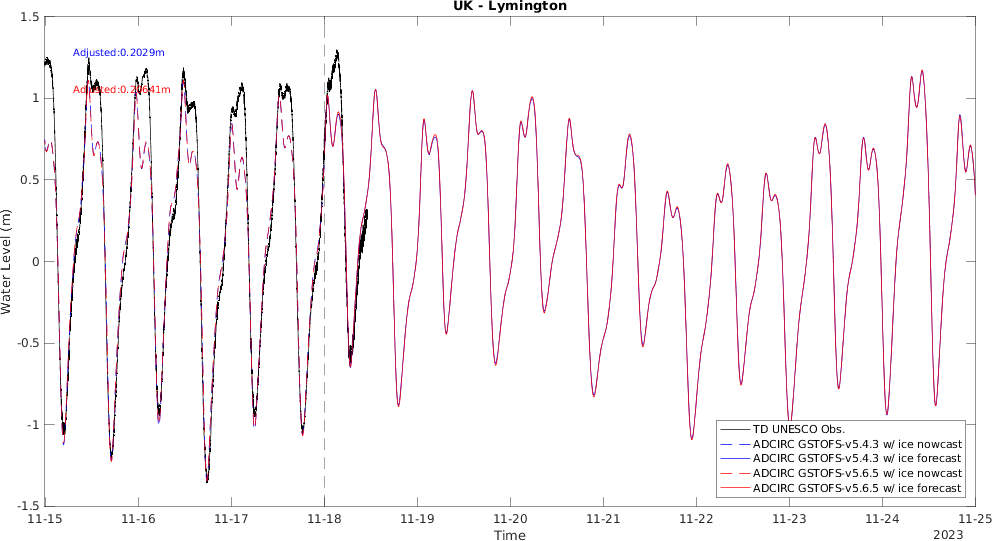 UK - Lymington
1.5
1
0.5
0
-0.5
-1
-1.5
Water Level (m)
Adjusted:0.2029m
11-15
11-16
11-17
11-18
11-19
11-20
11-21
11-22
11-23
11-24
11-25
2023
Time
TD UNESCO Obs.
ADCIRC GSTOFS-v5.4.3 w/ ice nowcast
ADCIRC GSTOFS-v5.4.3 w/ ice forecast
ADCIRC GSTOFS-v5.6.5 w/ ice nowcast
ADCIRC GSTOFS-v5.6.5 w/ ice forecast